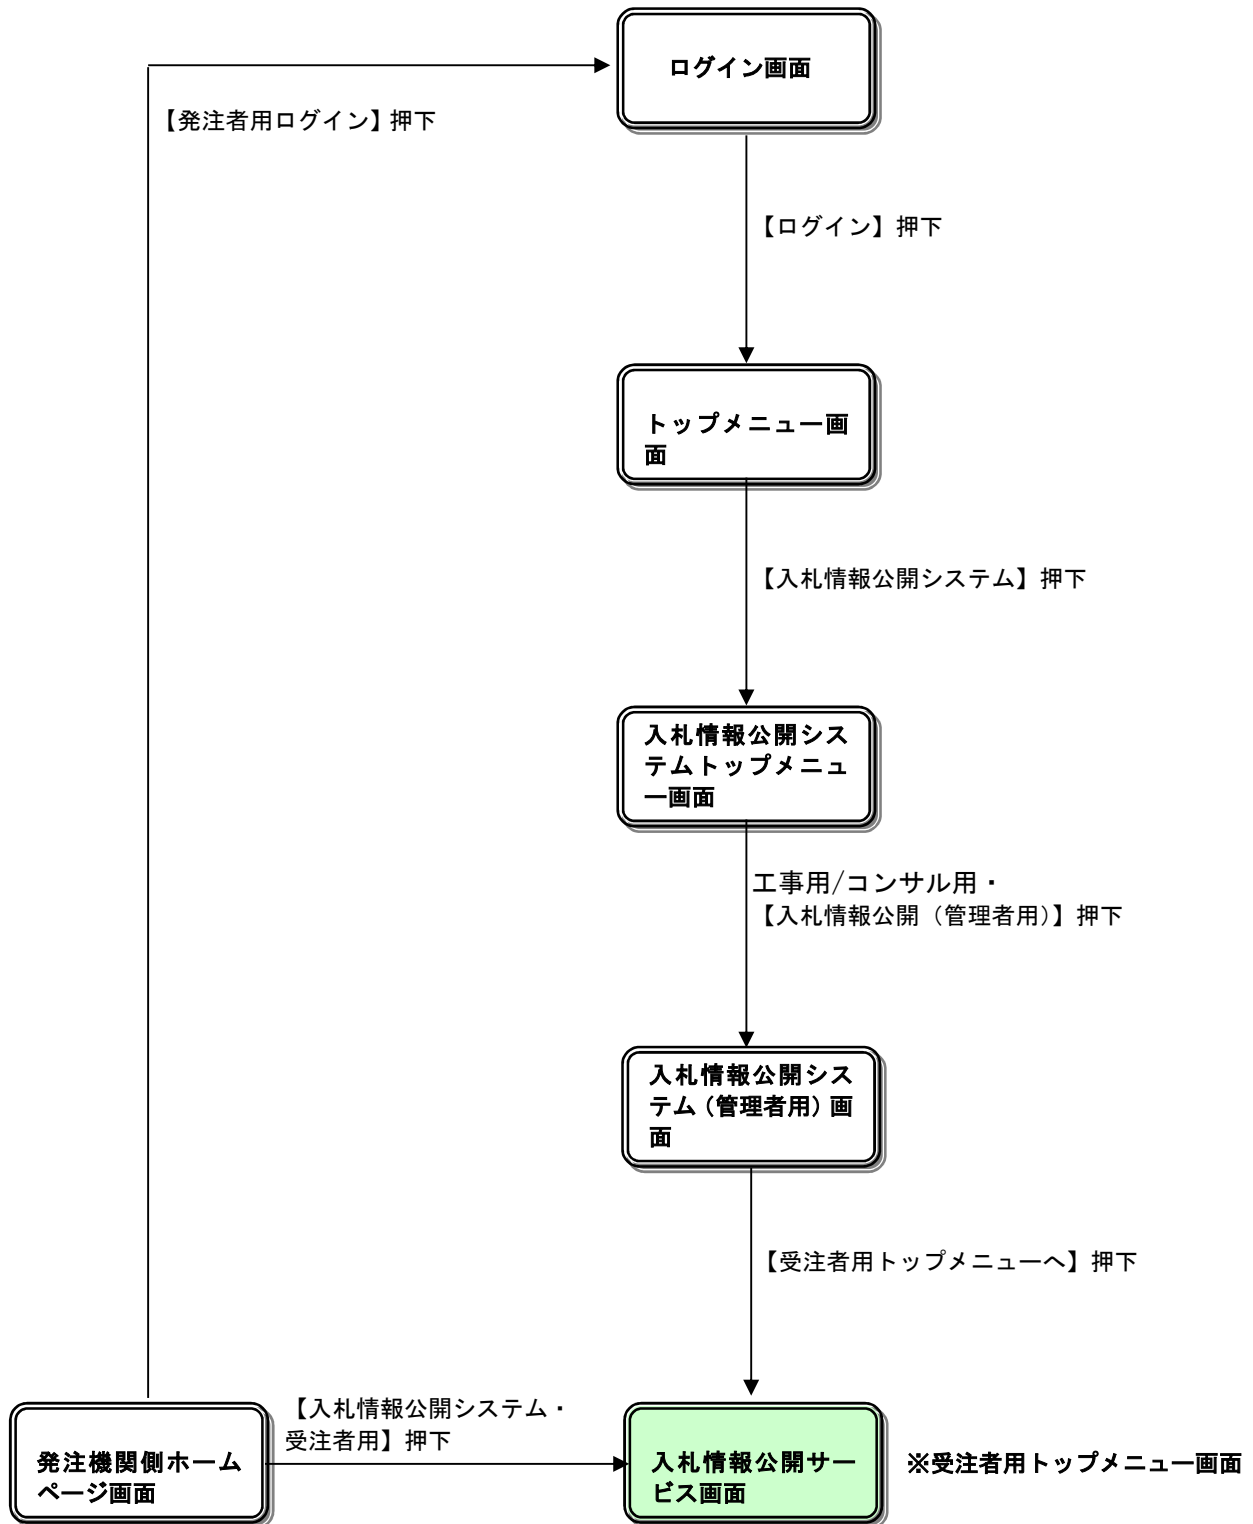 ログイン画面
【発注者用ログイン】押下
【ログイン】押下
トップメニュー画
面
【入札情報公開システム】押下
入札情報公開シス
テムトップメニュ
ー画面
工事用/コンサル用・
【入札情報公開（管理者用）】押下
入札情報公開シス
テム（管理者用）画
面
【受注者用トップメニューへ】押下
【入札情報公開システム・
受注者用】押下
発注機関側ホーム
ページ画面
入札情報公開サー
ビス画面
※受注者用トップメニュー画面